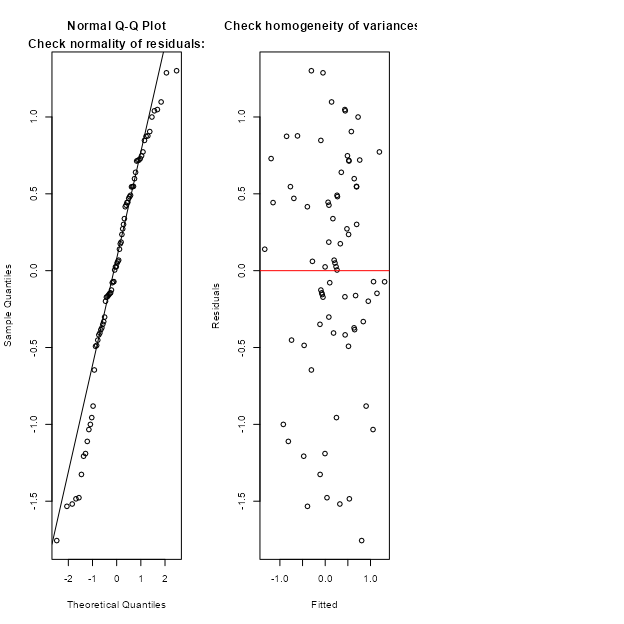 Normal Q-Q Plot
Check normality of residuals:
Sample Quantiles
1.0
0.5
0.0
-0.5
-1.0
-1.5
-2 -1 0 1 2
Theoretical Quantiles
Check homogeneity of variances
Residuals
1.0
0.5
0.0
-0.5
-1.0
-1.5
-1.0 0.0 1.0
Fitted